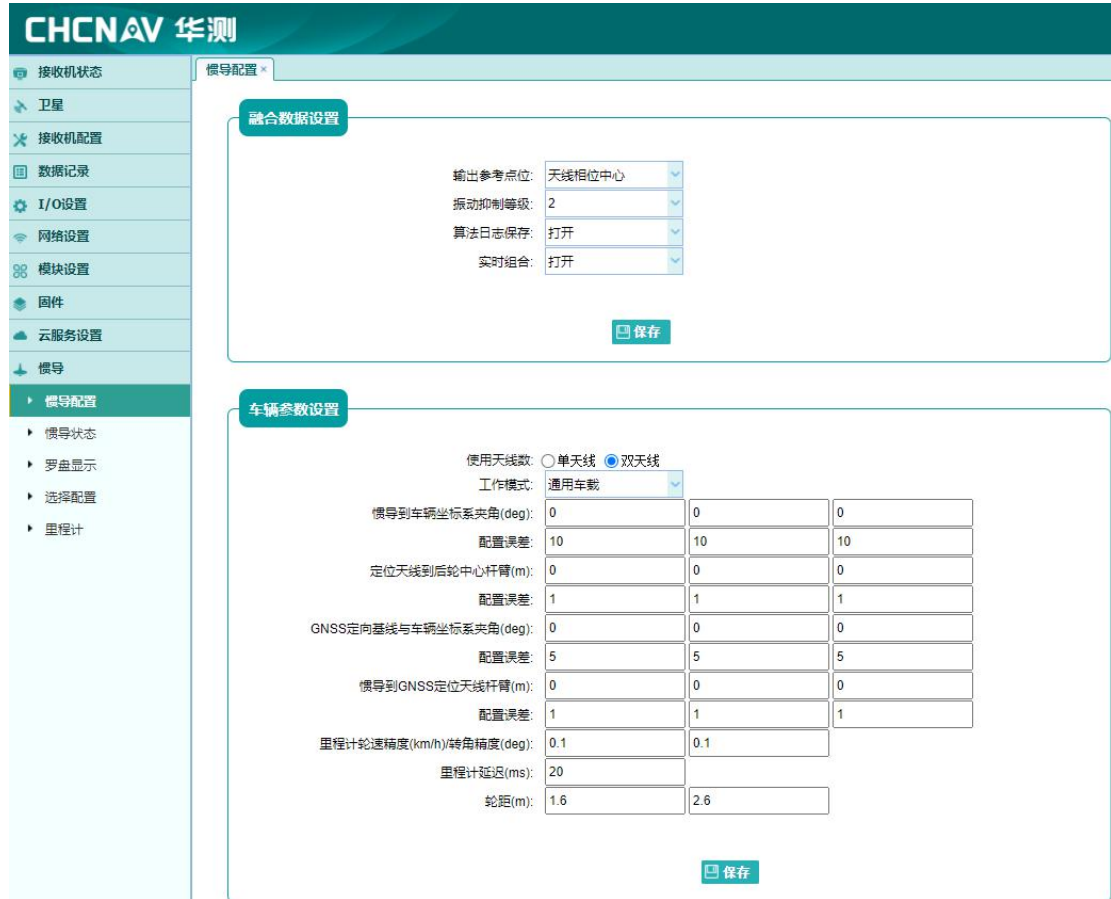 CHCNAV 华测
接收机状态
卫星
接收机配置
数据记录
I/O设置
网络设置
模块设置
固件
云服务设置
惯导
惯导配置
惯导状态
罗盘显示
选择配置
里程计
惯导配置 ×
融合数据设置
输出参考点位: 天线相位中心
振动抑制等级: 2
算法日志保存: 打开
实时组合: 打开
保存
车辆参数设置
使用天线数: 单天线 双天线
工作模式: 通用车载
惯导到车辆坐标系夹角(deg): 0 0 0
配置误差: 10 10 10
定位天线到后轮中心杆臂(m): 0 0 0
配置误差: 1 1 1
GNSS定向基线与车辆坐标系夹角(deg): 0 0 0
配置误差: 5 5 5
惯导到GNSS定位天线杆臂(m): 0 0 0
配置误差: 1 1 1
里程计轮速精度(km/h)/转角精度(deg): 0.1 0.1
里程计延迟(ms): 20
轮距(m): 1.6 2.6
保存